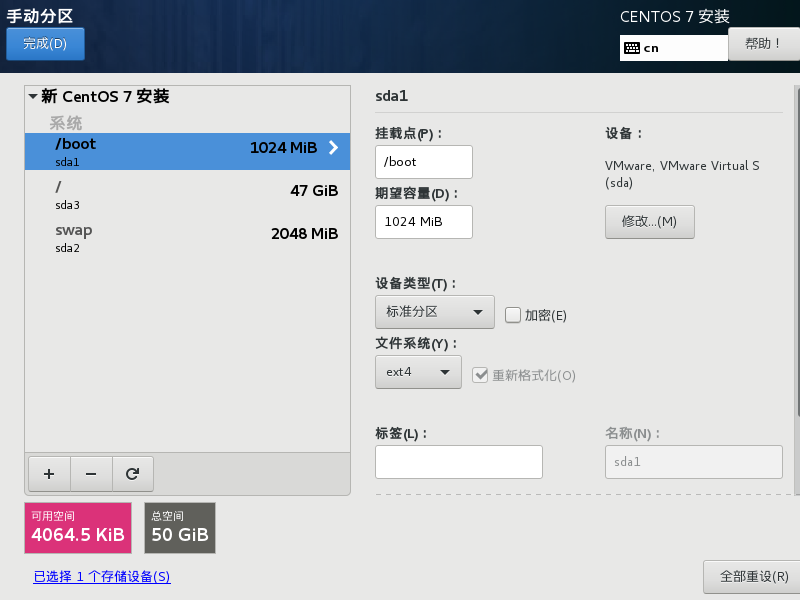 手动分区
CENTOS 7 安装
完成(D)
cn
帮助！
新 CentOS 7 安装
系统
/boot
1024 MiB
sda1
/
47 GiB
sda3
swap
2048 MiB
sda2
sda1
挂载点(P)：
/boot
期望容量(D)：
1024 MiB
设备：
VMware, VMware Virtual S
(sda)
修改...(M)
设备类型(T)：
标准分区
加密(E)
文件系统(Y)：
ext4
重新格式化(O)
标签(L)：
名称(N)：
sda1
可用空间
4064.5 KiB
总空间
50 GiB
已选择 1 个存储设备(S)
全部重设(R)